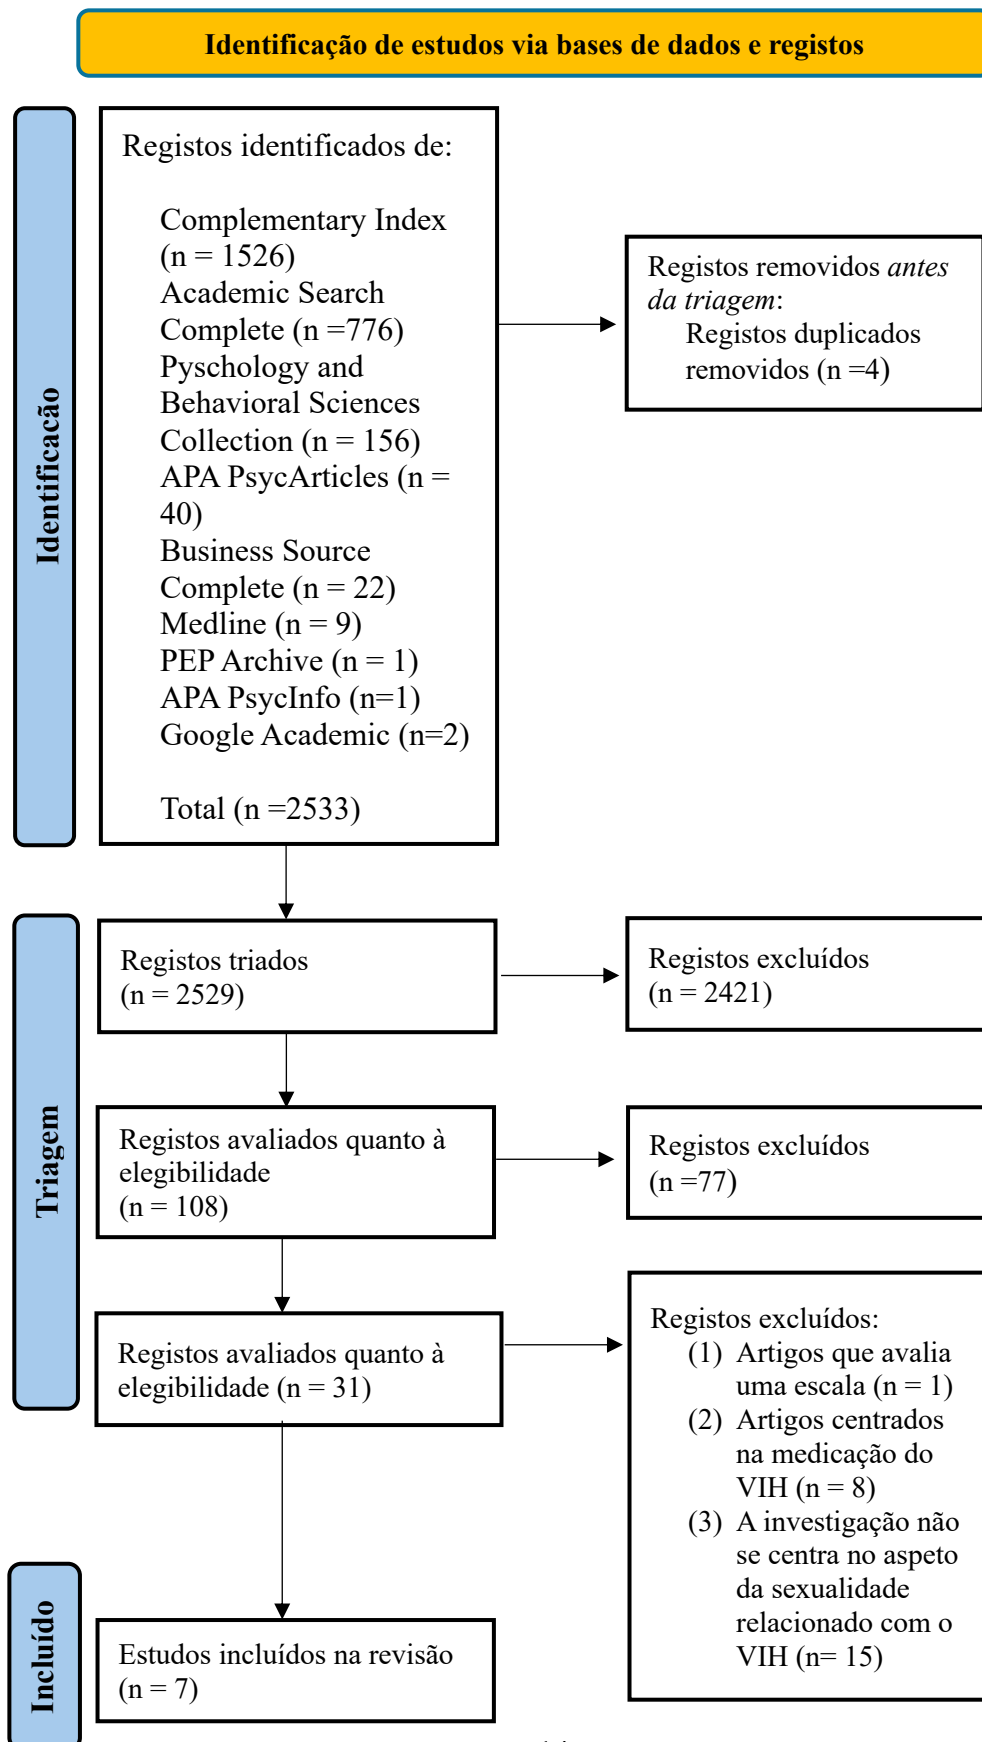 Identificação de estudos via bases de dados e registos
Identificação
Registos identificados de:
Complementary Index
(n = 1526)
Academic Search
Complete (n =776)
Pyschology and
Behavioral Sciences
Collection (n = 156)
APA PsycArticles (n =
40)
Business Source
Complete (n = 22)
Medline (n = 9)
PEP Archive (n = 1)
APA PsycInfo (n=1)
Google Academic (n=2)
Total (n =2533)
Registos removidos antes
da triagem:
Registos duplicados
removidos (n =4)
Triagem
Registos triados
(n = 2529)
Registos excluídos
(n = 2421)
Registos avaliados quanto à
elegibilidade
(n = 108)
Registos excluídos
(n =77)
Registos avaliados quanto à
elegibilidade (n = 31)
Registos excluídos:
(1) Artigos que avalia
uma escala (n = 1)
(2) Artigos centrados
na medicação do
VIH (n = 8)
(3) A investigação não
se centra no aspeto
da sexualidade
relacionado com o
VIH (n= 15)
Incluído
Estudos incluídos na revisão
(n = 7)